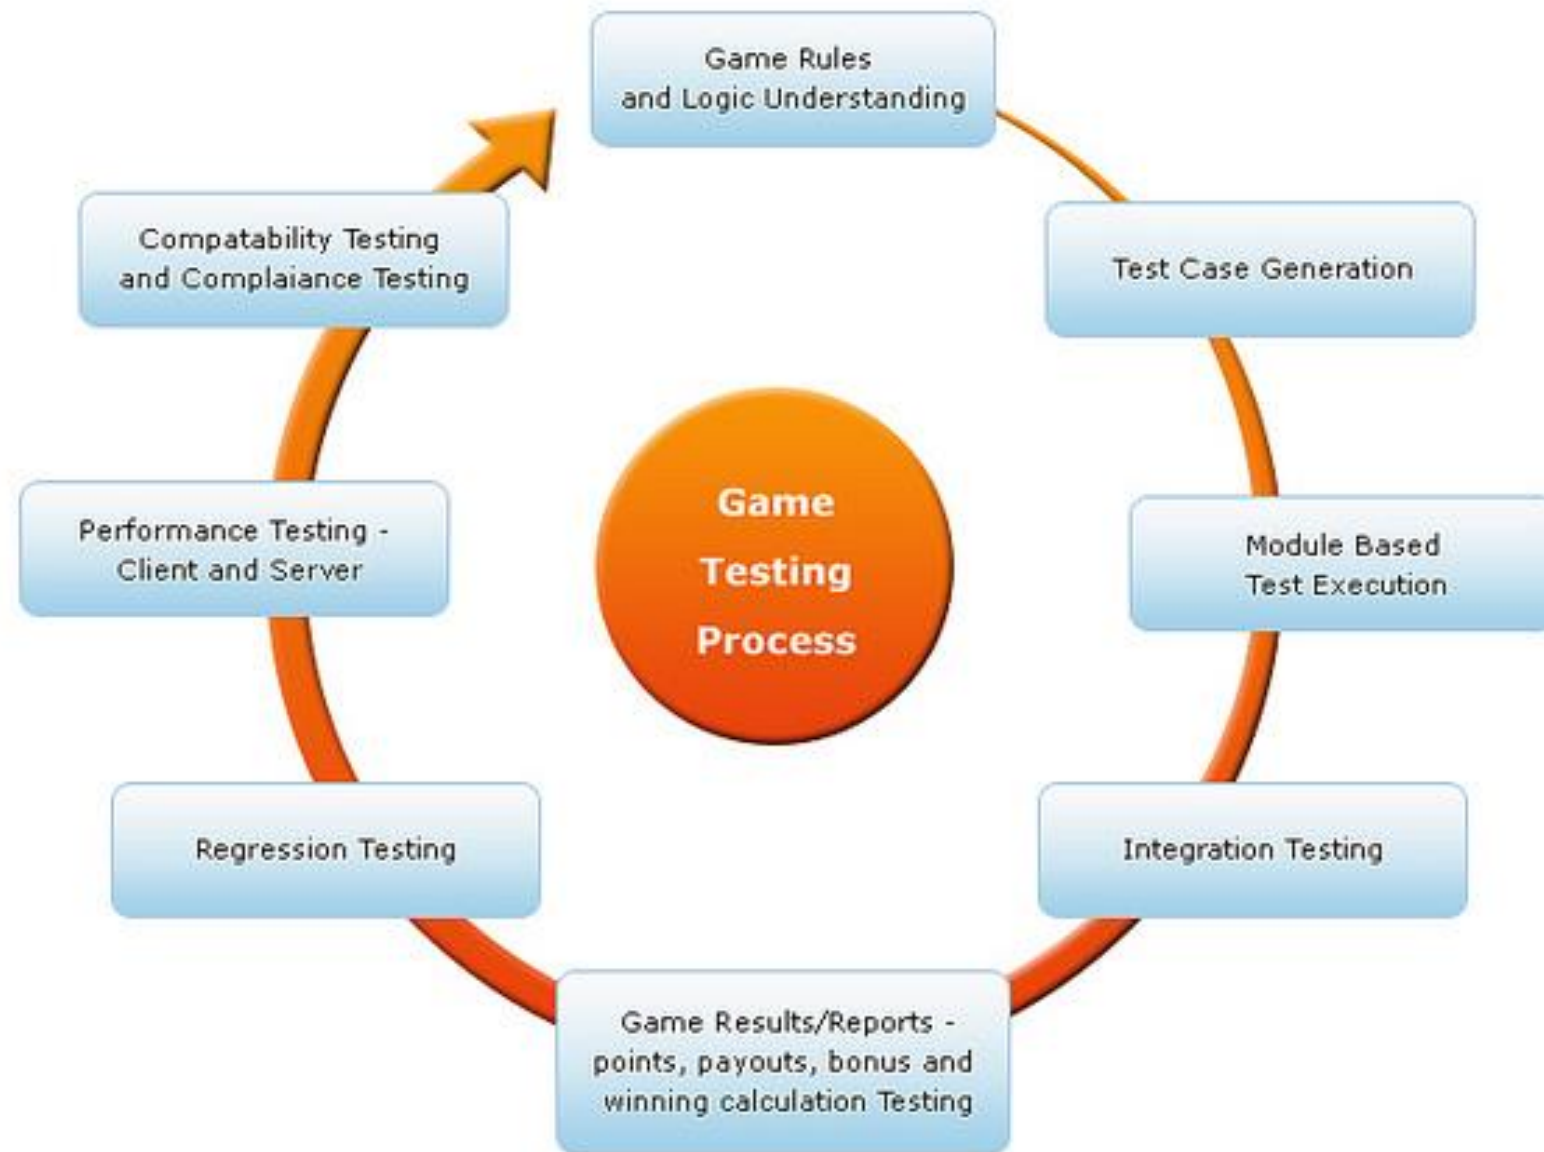 Game Rules
and Logic Understanding
Test Case Generation
Module Based
Test Execution
Integration Testing
Game Results/Reports -
points, payouts, bonus and
winning calculation Testing
Regression Testing
Performance Testing -
Client and Server
Compatability Testing
and Complaiance Testing
Game
Testing
Process